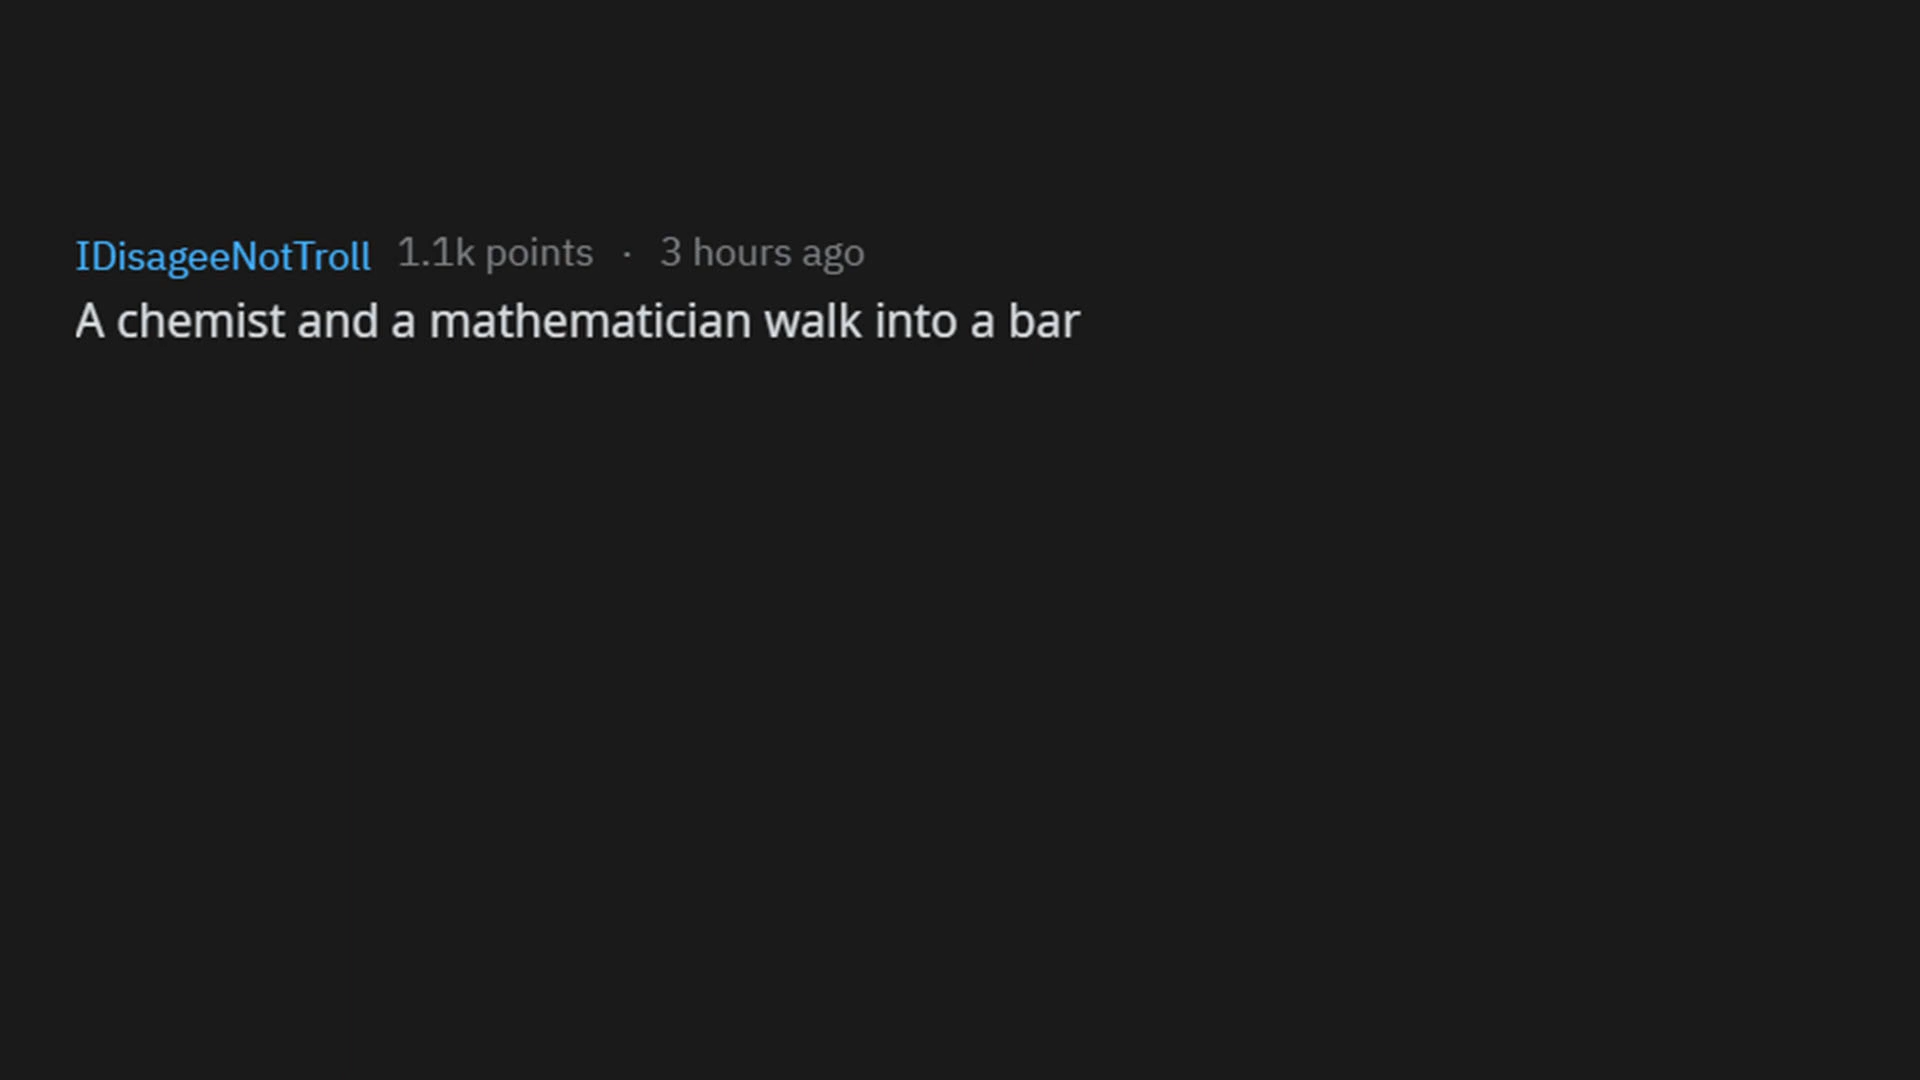 IDisageeNotTroll 1.1k points · 3 hours ago
A chemist and a mathematician walk into a bar